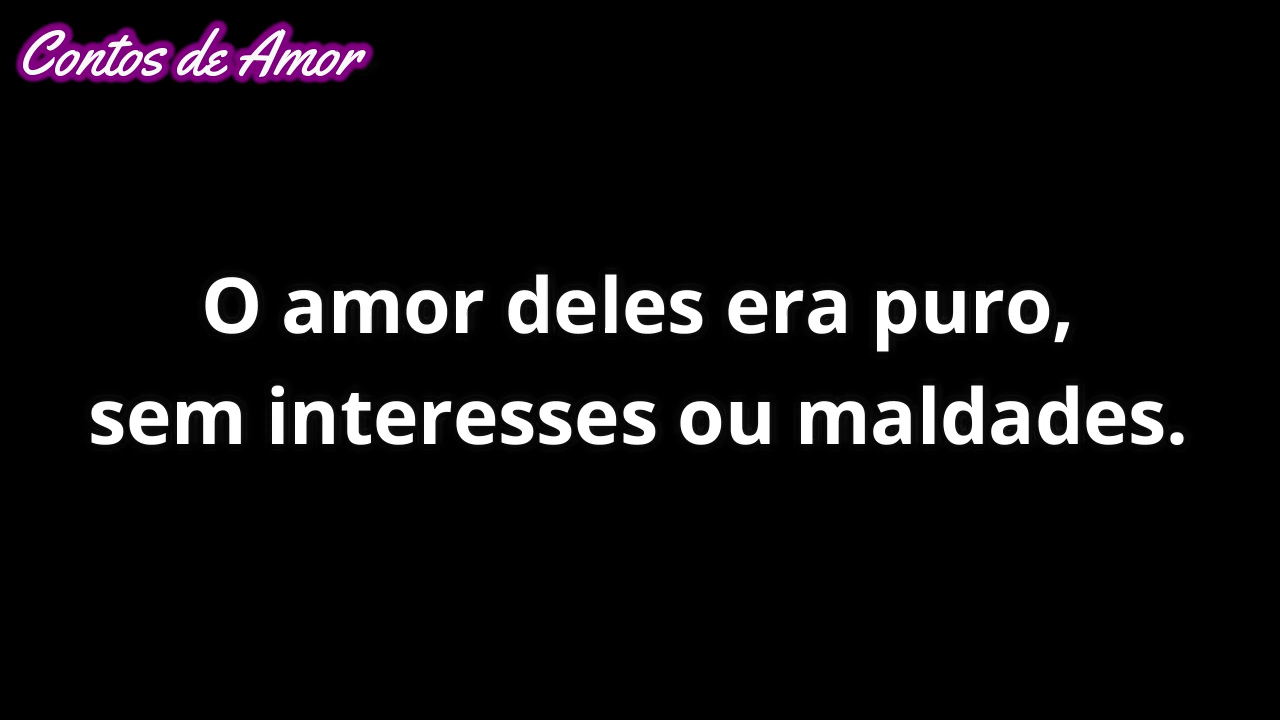 Contos de Amor
O amor deles era puro,
sem interesses ou maldades.